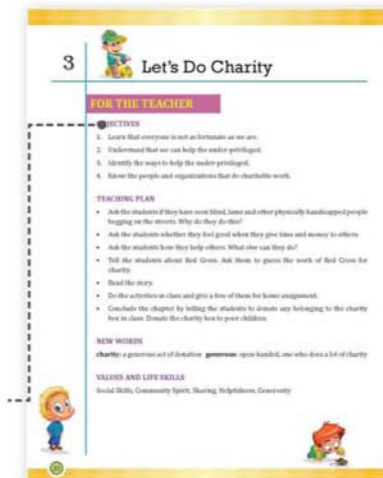 3
Let's Do Charity
FOR THE TEACHER
JECTIVES
1. Learn that everyone is not as fortunate as we are.
2. Understand that we can help the under-privileged.
3. Identify the ways to help the under-privileged.
4. Know the people and organizations that do charitable work.
TEACHING PLAN
• Ask the students if they have seen blind, lame and other physically handicapped people
begging on the streets. Why do they do this?
• Ask the students whether they feel good when they give time and money to others.
• Ask the students how they help others. What else can they do?
• Tell the students about Red Cross. Ask them to guess the work of Red Cross for
charity.
• Read the story.
• Do the activities in class and give a few of them for home assignment.
• Conclude the chapter by telling the students to donate any belonging to the charity
box in class. Donate the charity box to poor children.
NEW WORDS
charity: a generous act of donation generous: open handed, one who does a lot of charity
VALUES AND LIFE SKILLS
Social Skills, Community Spirit, Sharing, Helpfulness, Generosity